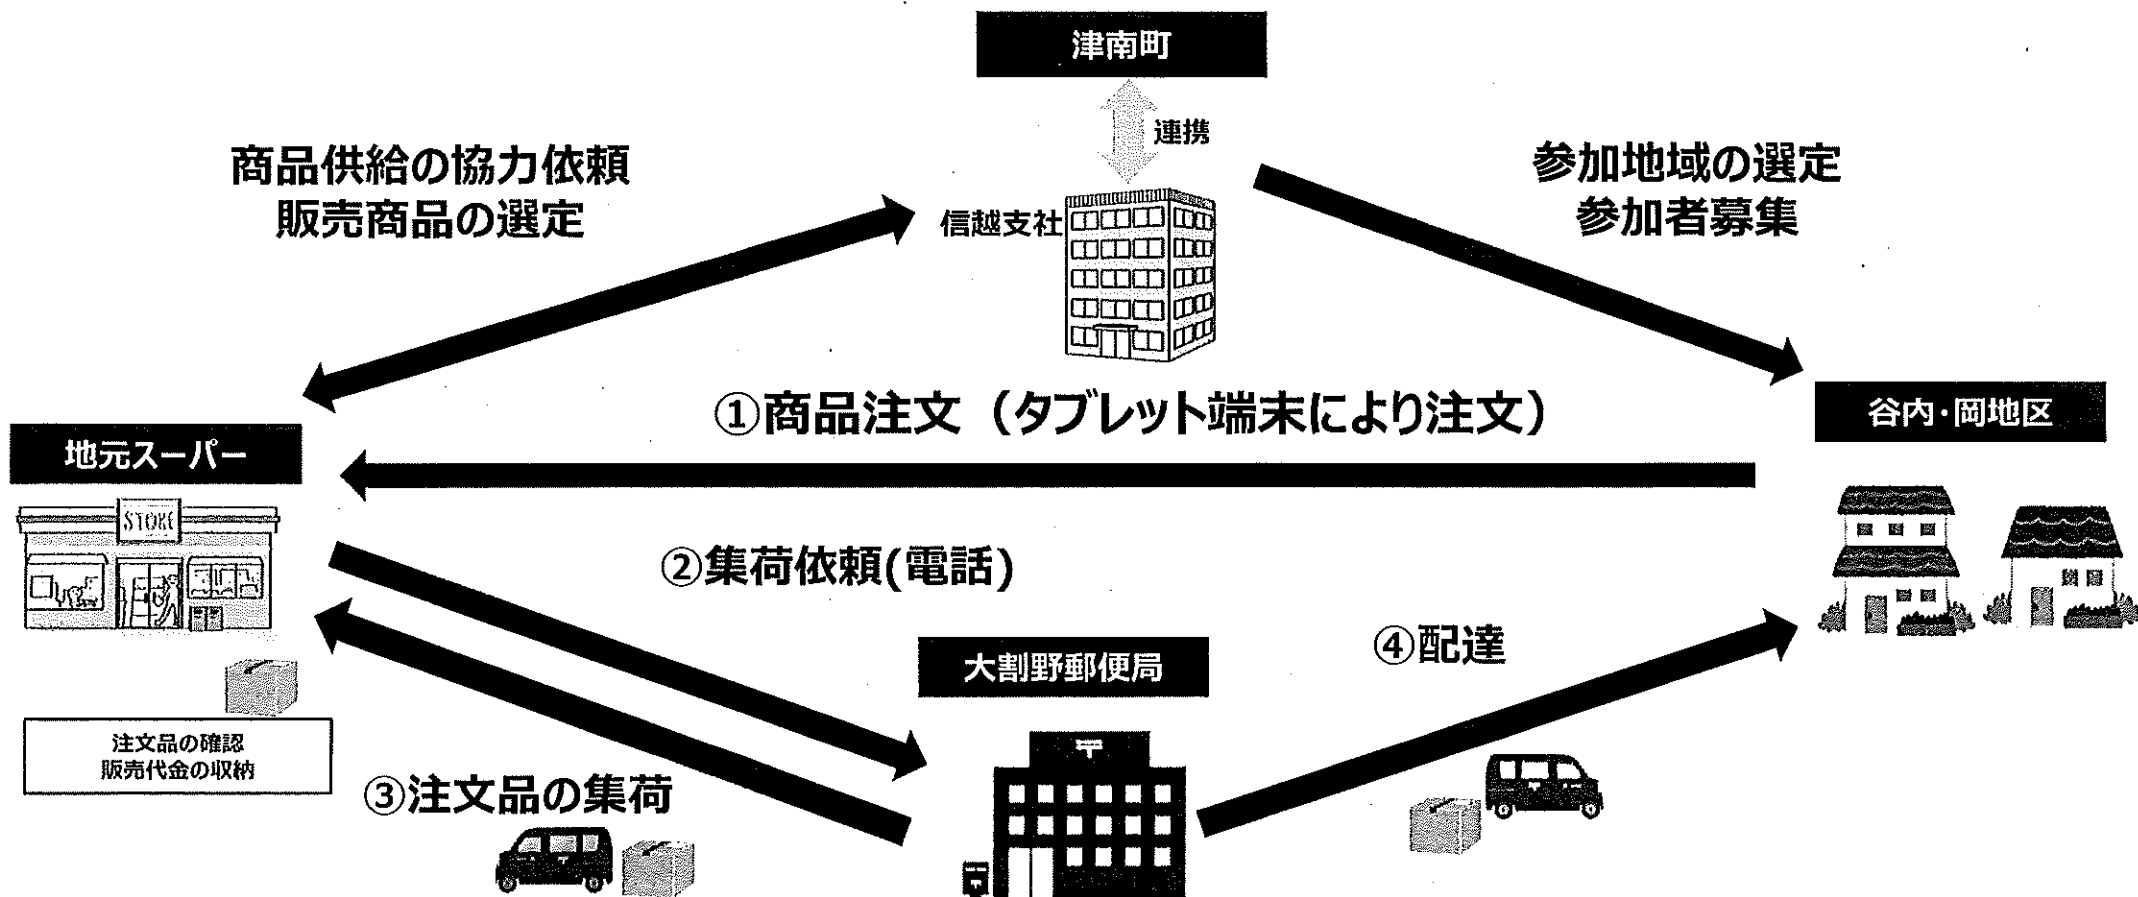 津南町
連携
商品供給の協力依頼
販売商品の選定
信越支社
参加地域の選定
参加者募集
①商品注文（タブレット端末により注文）
谷内・岡地区
地元スーパー
STORE
②集荷依頼(電話)
④配達
大割野郵便局
注文品の確認
販売代金の収納
③注文品の集荷
〒